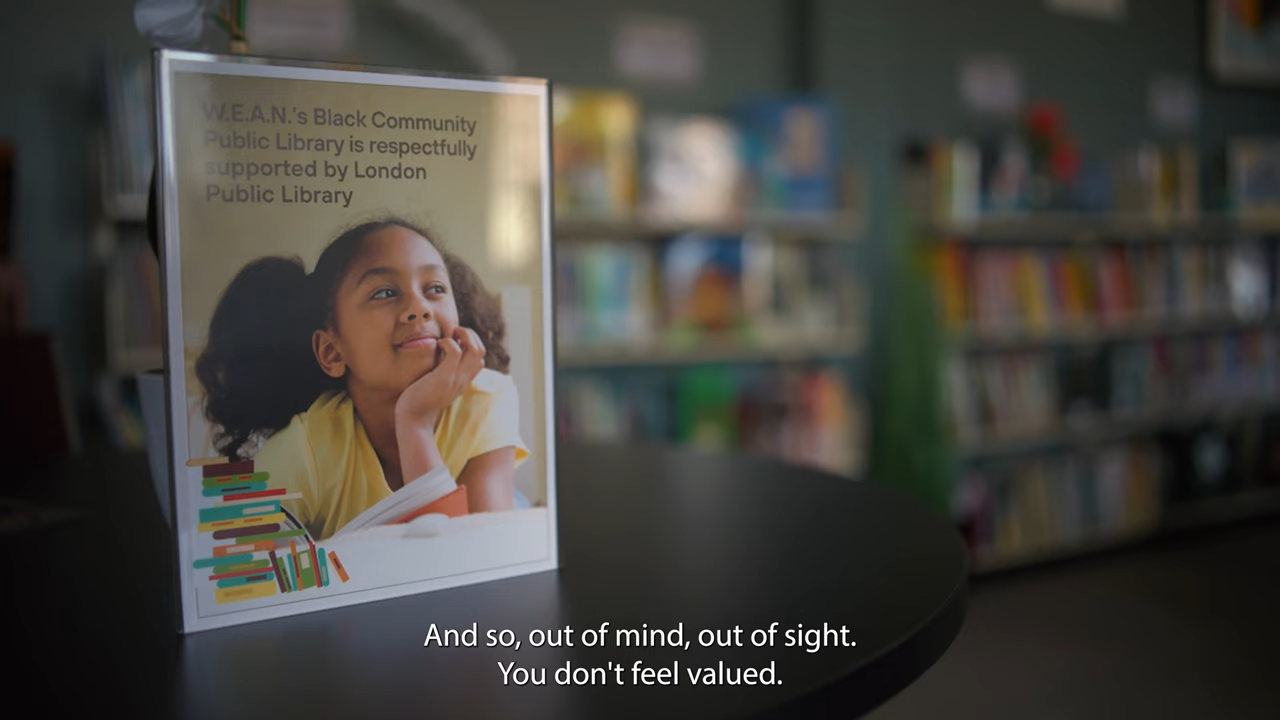 W.E.A.N.'s Black Community
Public Library is respectfully
supported by London
Public Library
And so, out of mind, out of sight.
You don't feel valued.